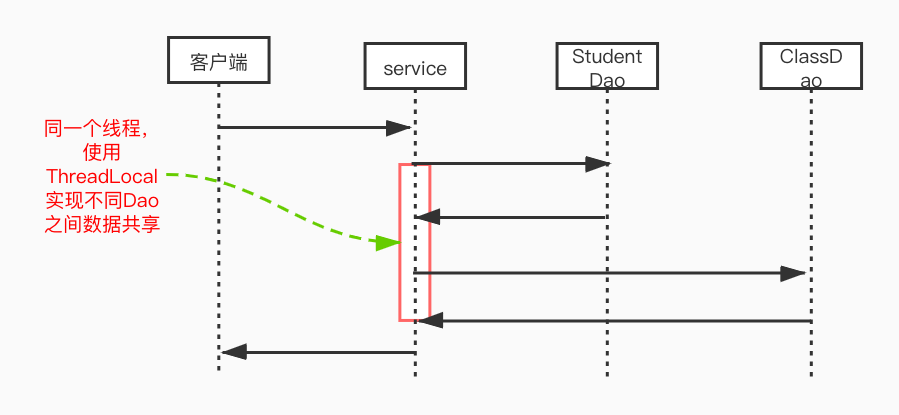 客户端
service
Student
Dao
ClassD
ao
同一个线程，
使用
ThreadLocal
实现不同Dao
之间数据共享